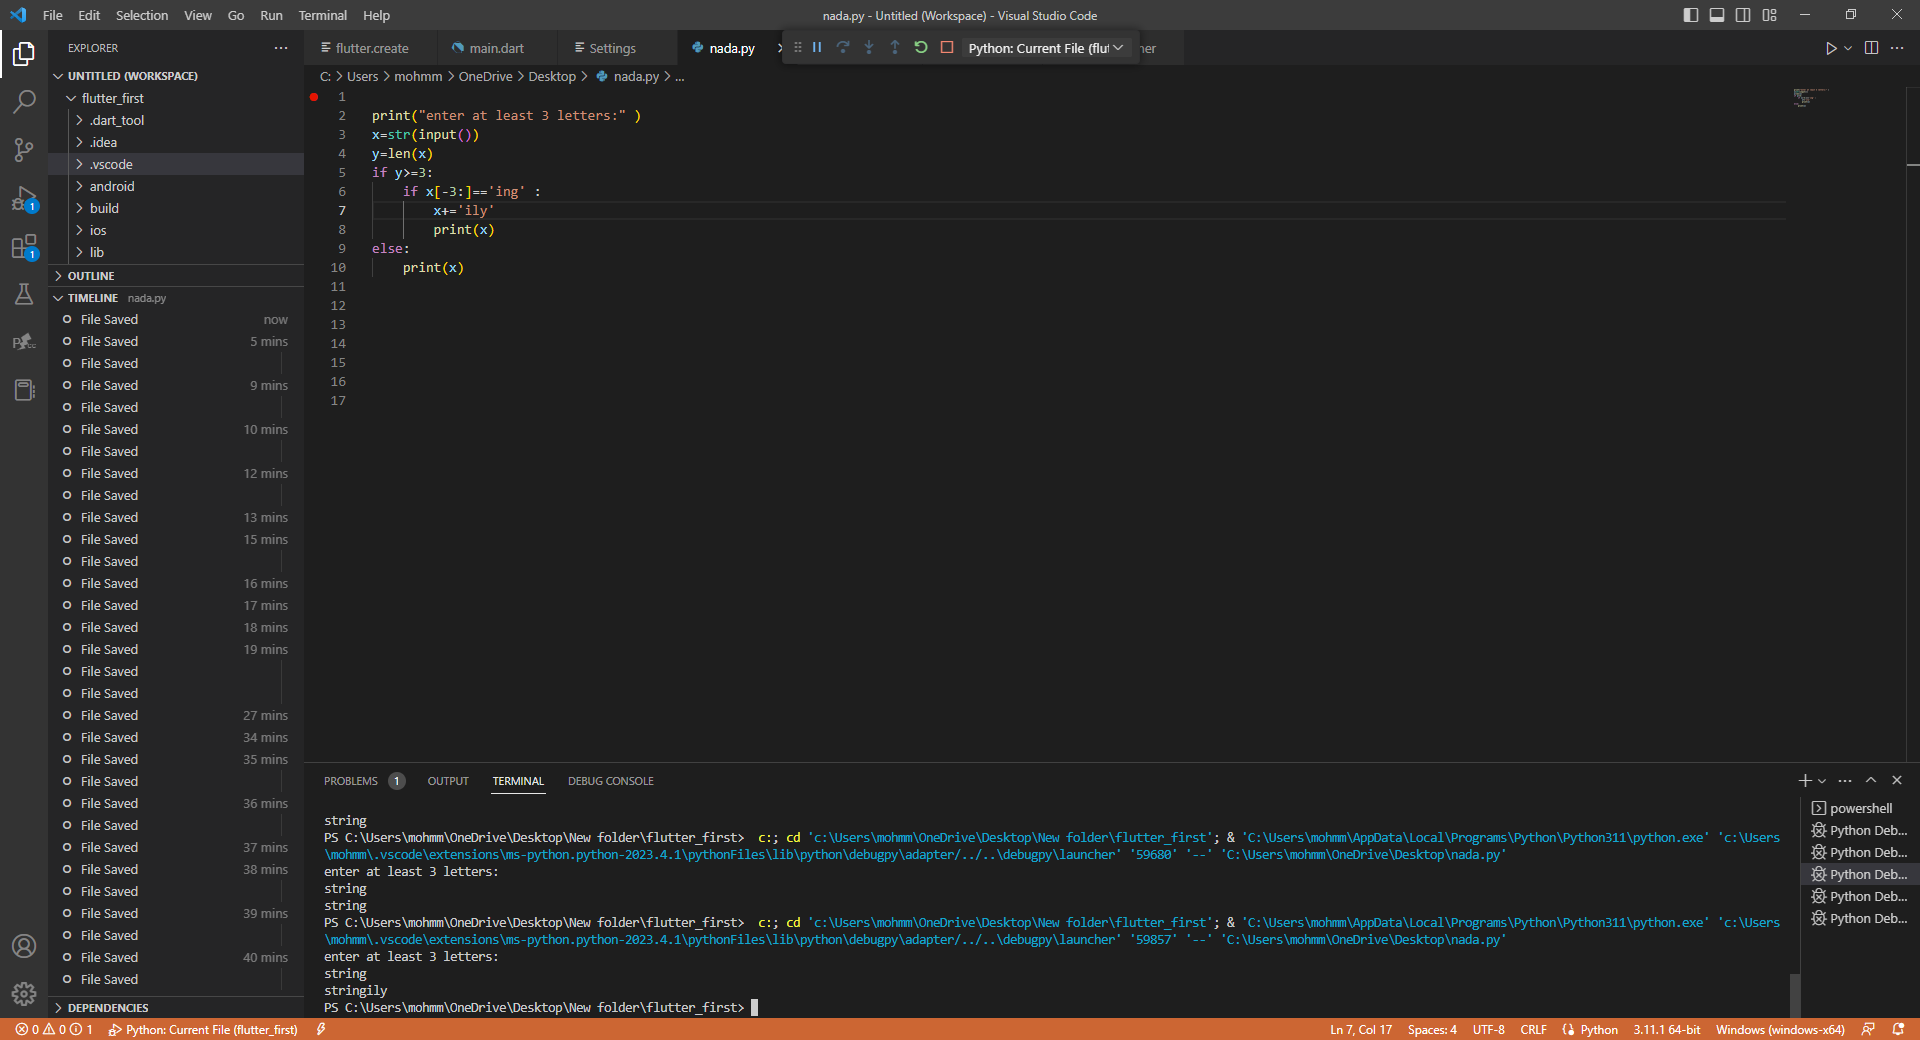 File Edit Selection View Go Run Terminal Help
nada.py - Untitled (Workspace) - Visual Studio Code
EXPLORER
UNTITLED (WORKSPACE)
flutter_first
.dart_tool
.idea
.vscode
android
build
ios
lib
OUTLINE
TIMELINE nada.py
File Saved now
File Saved 5 mins
File Saved
File Saved 9 mins
File Saved
File Saved 10 mins
File Saved
File Saved 12 mins
File Saved
File Saved 13 mins
File Saved 15 mins
File Saved
File Saved 16 mins
File Saved 17 mins
File Saved 18 mins
File Saved 19 mins
File Saved
File Saved
File Saved 27 mins
File Saved 34 mins
File Saved 35 mins
File Saved
File Saved 36 mins
File Saved
File Saved 37 mins
File Saved 38 mins
File Saved
File Saved 39 mins
File Saved
File Saved 40 mins
File Saved
DEPENDENCIES
flutter.create main.dart Settings nada.py Python: Current File (flut her
C: > Users > mohmm > OneDrive > Desktop > nada.py > ...
1
2 print("enter at least 3 letters:" )
3 x=str(input())
4 y=len(x)
5 if y>=3:
6 if x[-3:]=='ing' :
7 x+='ily'
8 print(x)
9 else:
10 print(x)
11
12
13
14
15
16
17
PROBLEMS 1 OUTPUT TERMINAL DEBUG CONSOLE
string
PS C:\Users\mohmm\OneDrive\Desktop\New folder\flutter_first> c:; cd 'c:\Users\mohmm\OneDrive\Desktop\New folder\flutter_first'; & 'C:\Users\mohmm\AppData\Local\Programs\Python\Python311\python.exe' 'c:\Users
\mohmm\.vscode\extensions\ms-python.python-2023.4.1\pythonFiles\lib\python\debugpy\adapter/../..\debugpy\launcher' '59680' '--' 'C:\Users\mohmm\OneDrive\Desktop\nada.py'
enter at least 3 letters:
string
string
PS C:\Users\mohmm\OneDrive\Desktop\New folder\flutter_first> c:; cd 'c:\Users\mohmm\OneDrive\Desktop\New folder\flutter_first'; & 'C:\Users\mohmm\AppData\Local\Programs\Python\Python311\python.exe' 'c:\Users
\mohmm\.vscode\extensions\ms-python.python-2023.4.1\pythonFiles\lib\python\debugpy\adapter/../..\debugpy\launcher' '59857' '--' 'C:\Users\mohmm\OneDrive\Desktop\nada.py'
enter at least 3 letters:
string
stringily
PS C:\Users\mohmm\OneDrive\Desktop\New folder\flutter_first>
powershell
Python Deb...
Python Deb...
Python Deb...
Python Deb...
Python Deb...
1
1
0 0 1 Python: Current File (flutter_first)
Ln 7, Col 17 Spaces: 4 UTF-8 CRLF Python 3.11.1 64-bit Windows (windows-x64)